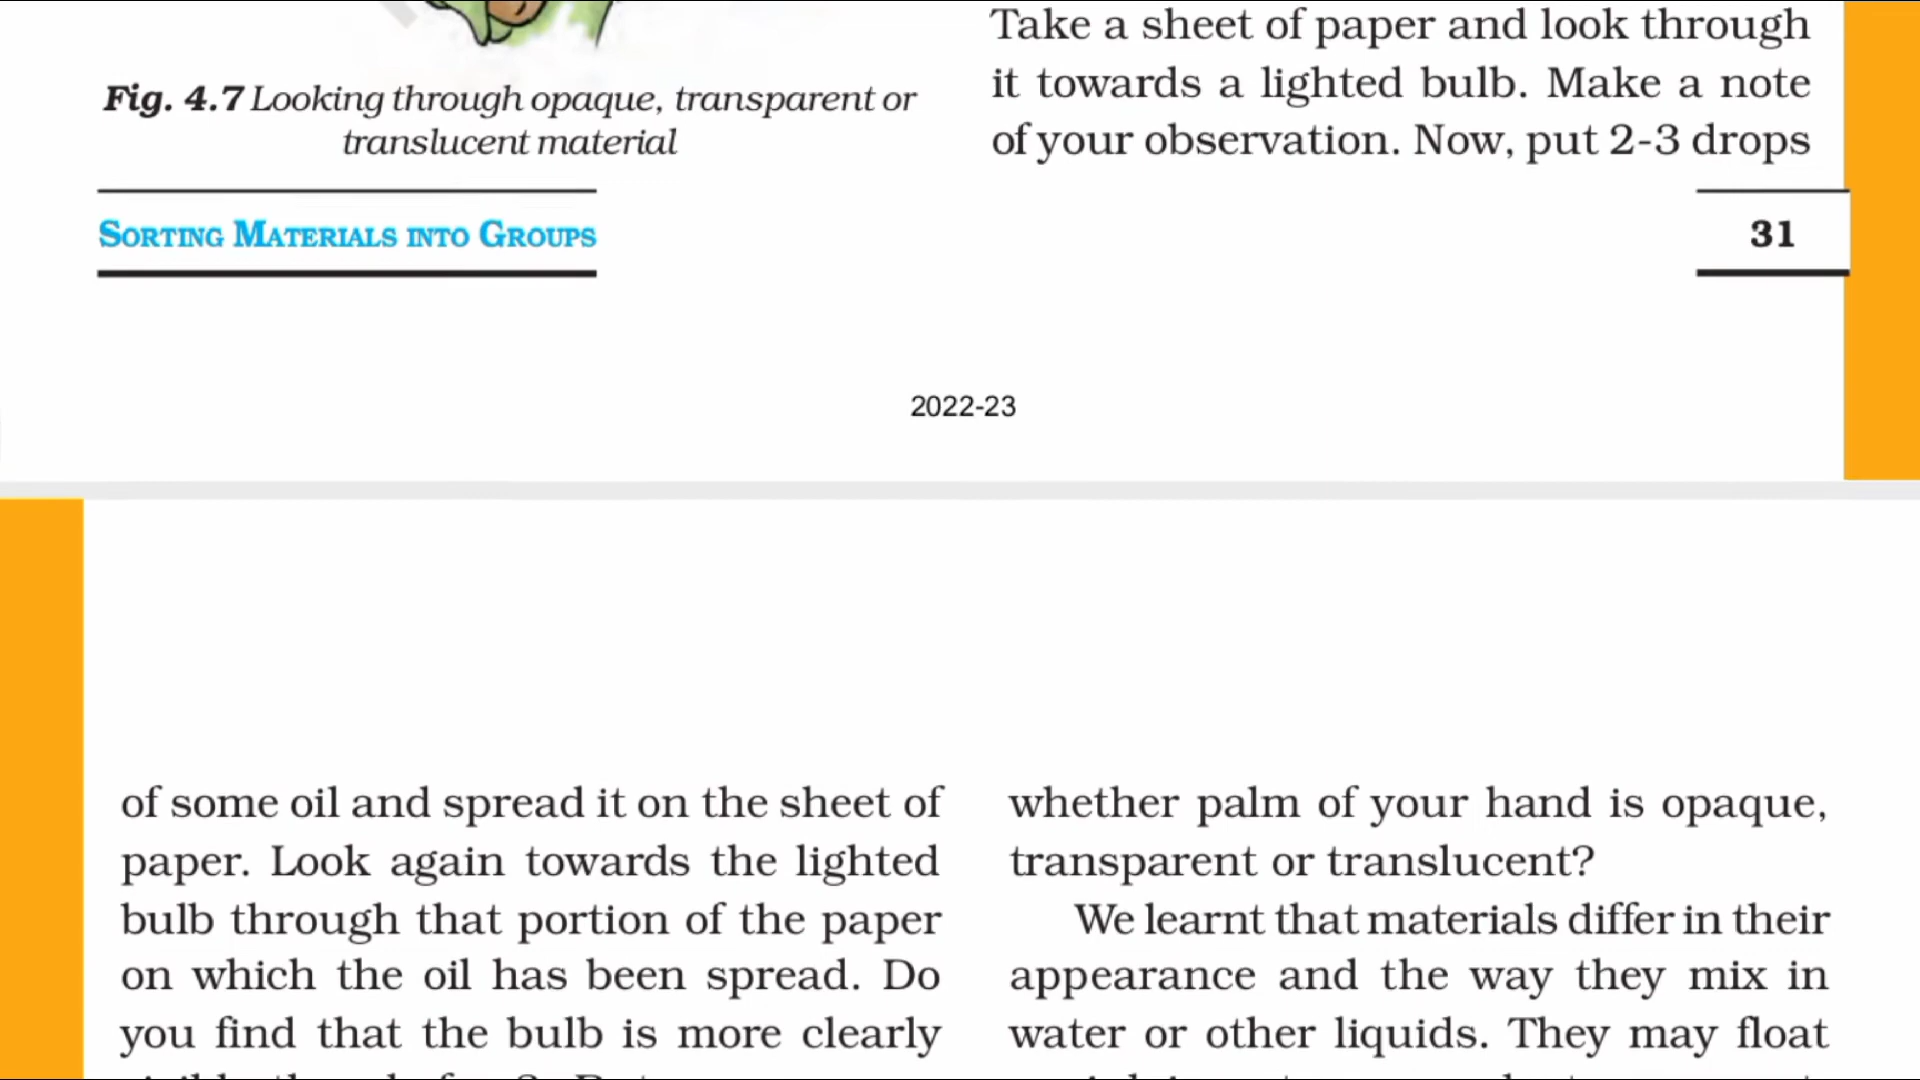 Fig. 4.7 Looking through opaque, transparent or
translucent material
Take a sheet of paper and look through
it towards a lighted bulb. Make a note
of your observation. Now, put 2-3 drops
SORTING MATERIALS INTO GROUPS
31
2022-23
of some oil and spread it on the sheet of
paper. Look again towards the lighted
bulb through that portion of the paper
on which the oil has been spread. Do
you find that the bulb is more clearly
whether palm of your hand is opaque,
transparent or translucent?
We learnt that materials differ in their
appearance and the way they mix in
water or other liquids. They may float